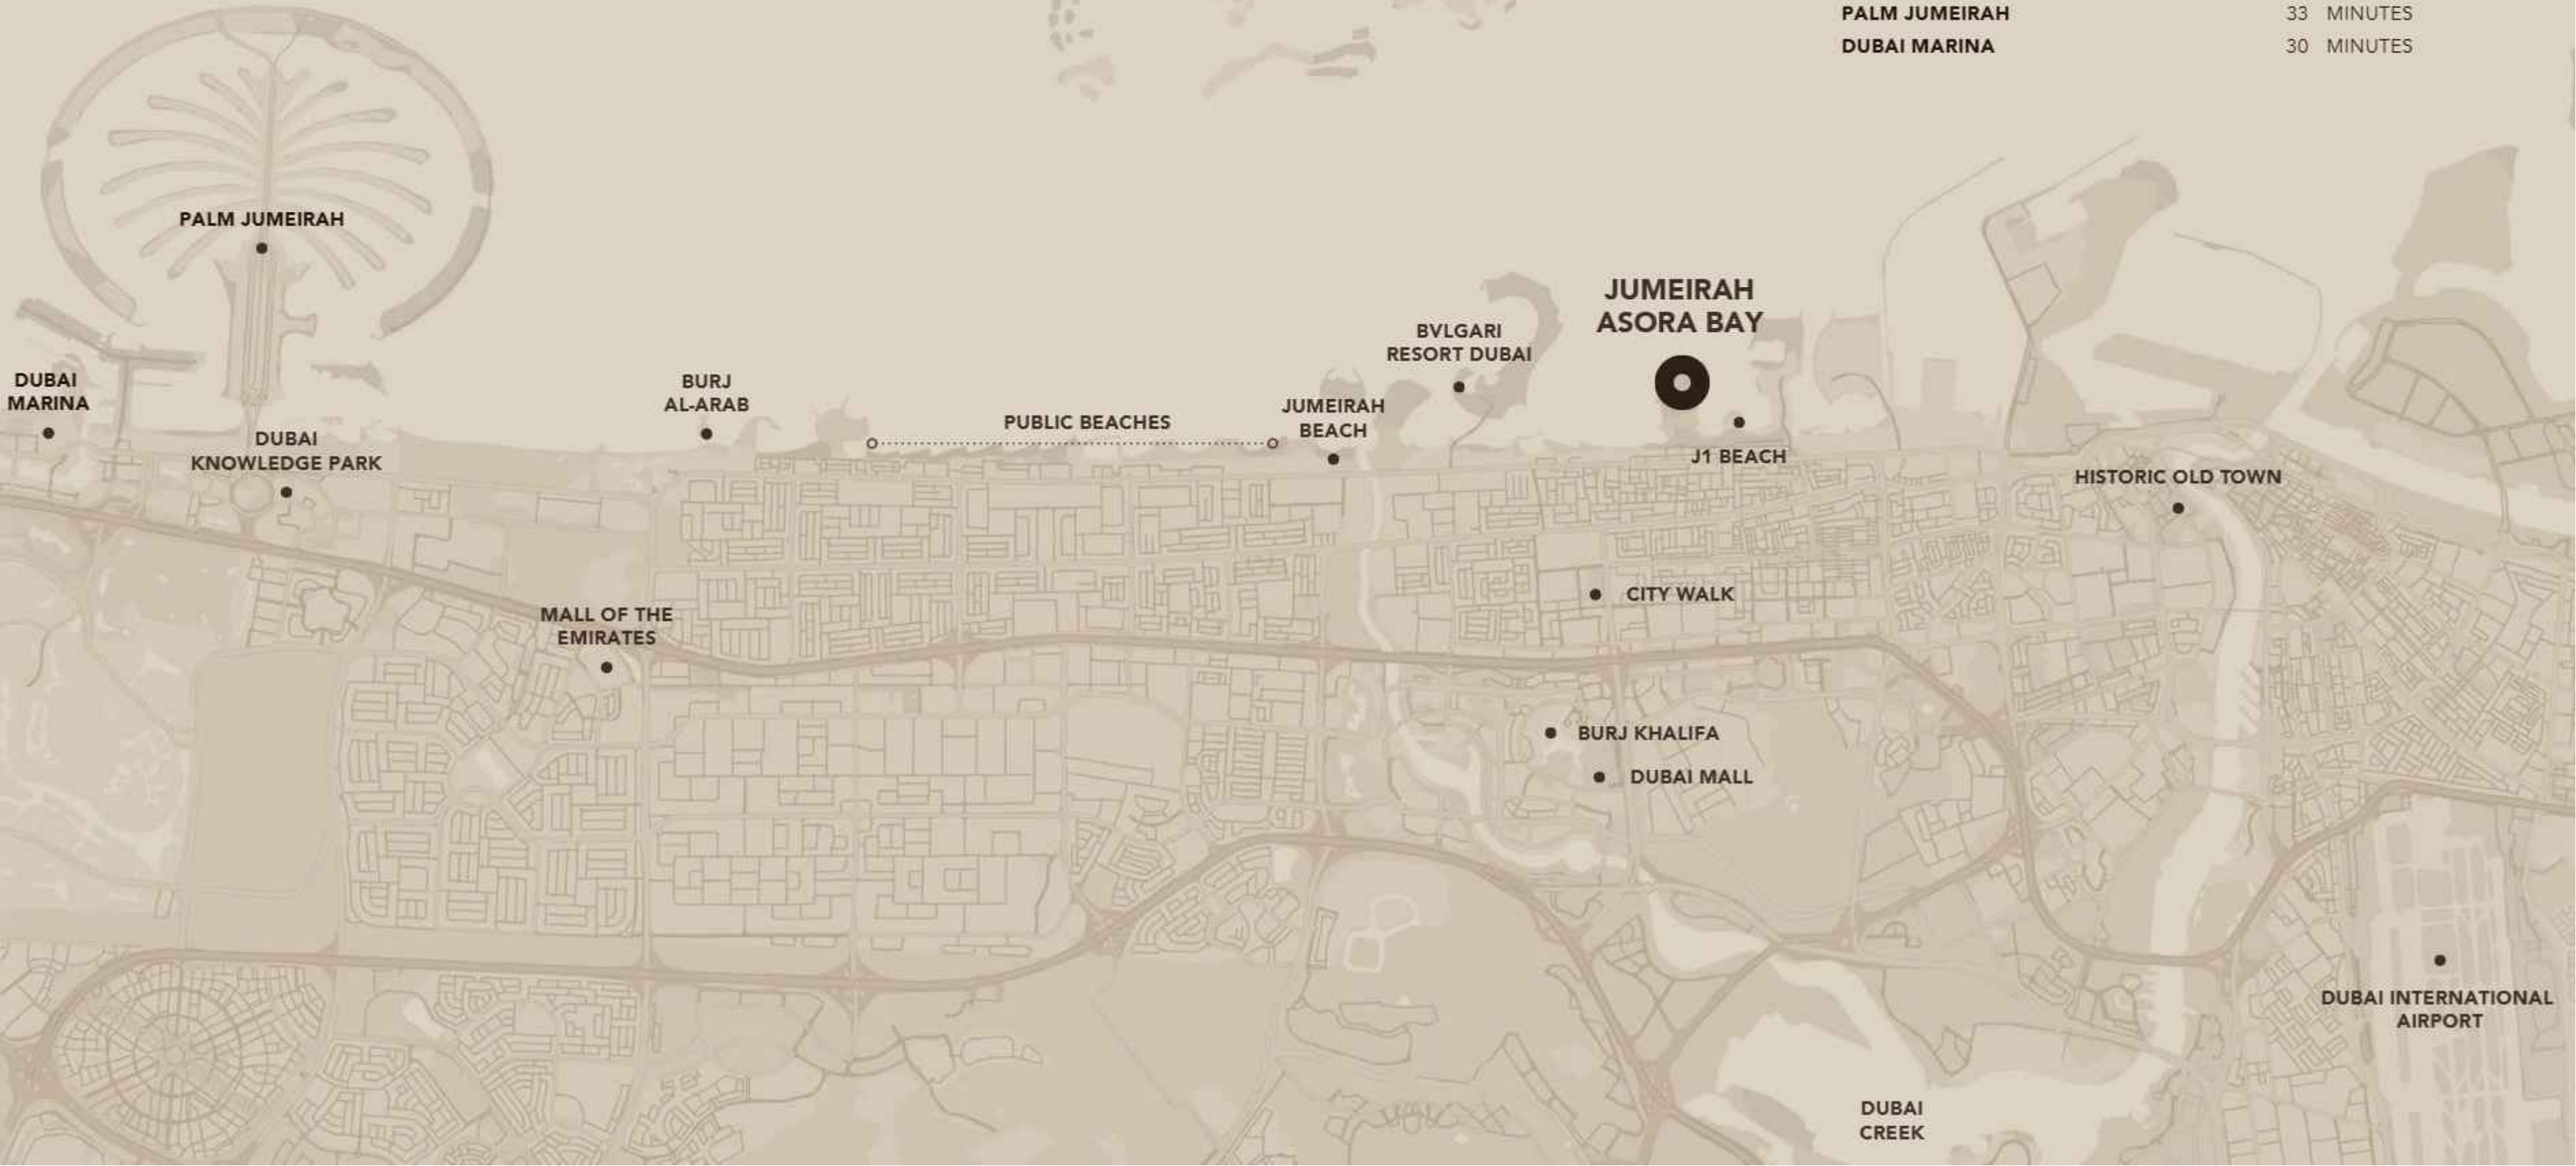 PALM JUMEIRAH 33 MINUTES
DUBAI MARINA 30 MINUTES
PALM JUMEIRAH
JUMEIRAH
ASORA BAY
BVLGARI
RESORT DUBAI
DUBAI
MARINA
BURJ
AL-ARAB
PUBLIC BEACHES
JUMEIRAH
BEACH
DUBAI
KNOWLEDGE PARK
J1 BEACH
HISTORIC OLD TOWN
CITY WALK
MALL OF THE
EMIRATES
BURJ KHALIFA
DUBAI MALL
DUBAI INTERNATIONAL
AIRPORT
DUBAI
CREEK